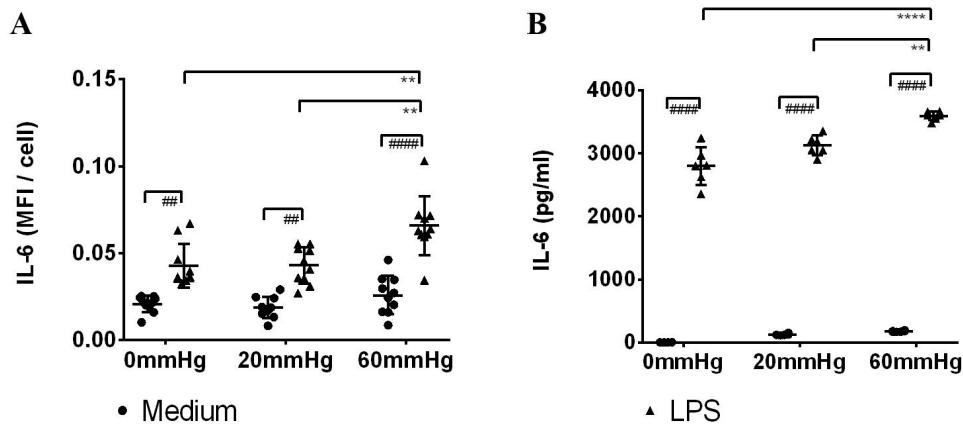 A
B
****
**
**
**
####
####
####
####
##
##
IL-6 (MFI / cell)
0.15
0.10
0.05
0.00
0mmHg 20mmHg 60mmHg
IL-6 (pg/ml)
4000
3000
2000
1000
0
0mmHg 20mmHg 60mmHg
Medium
LPS